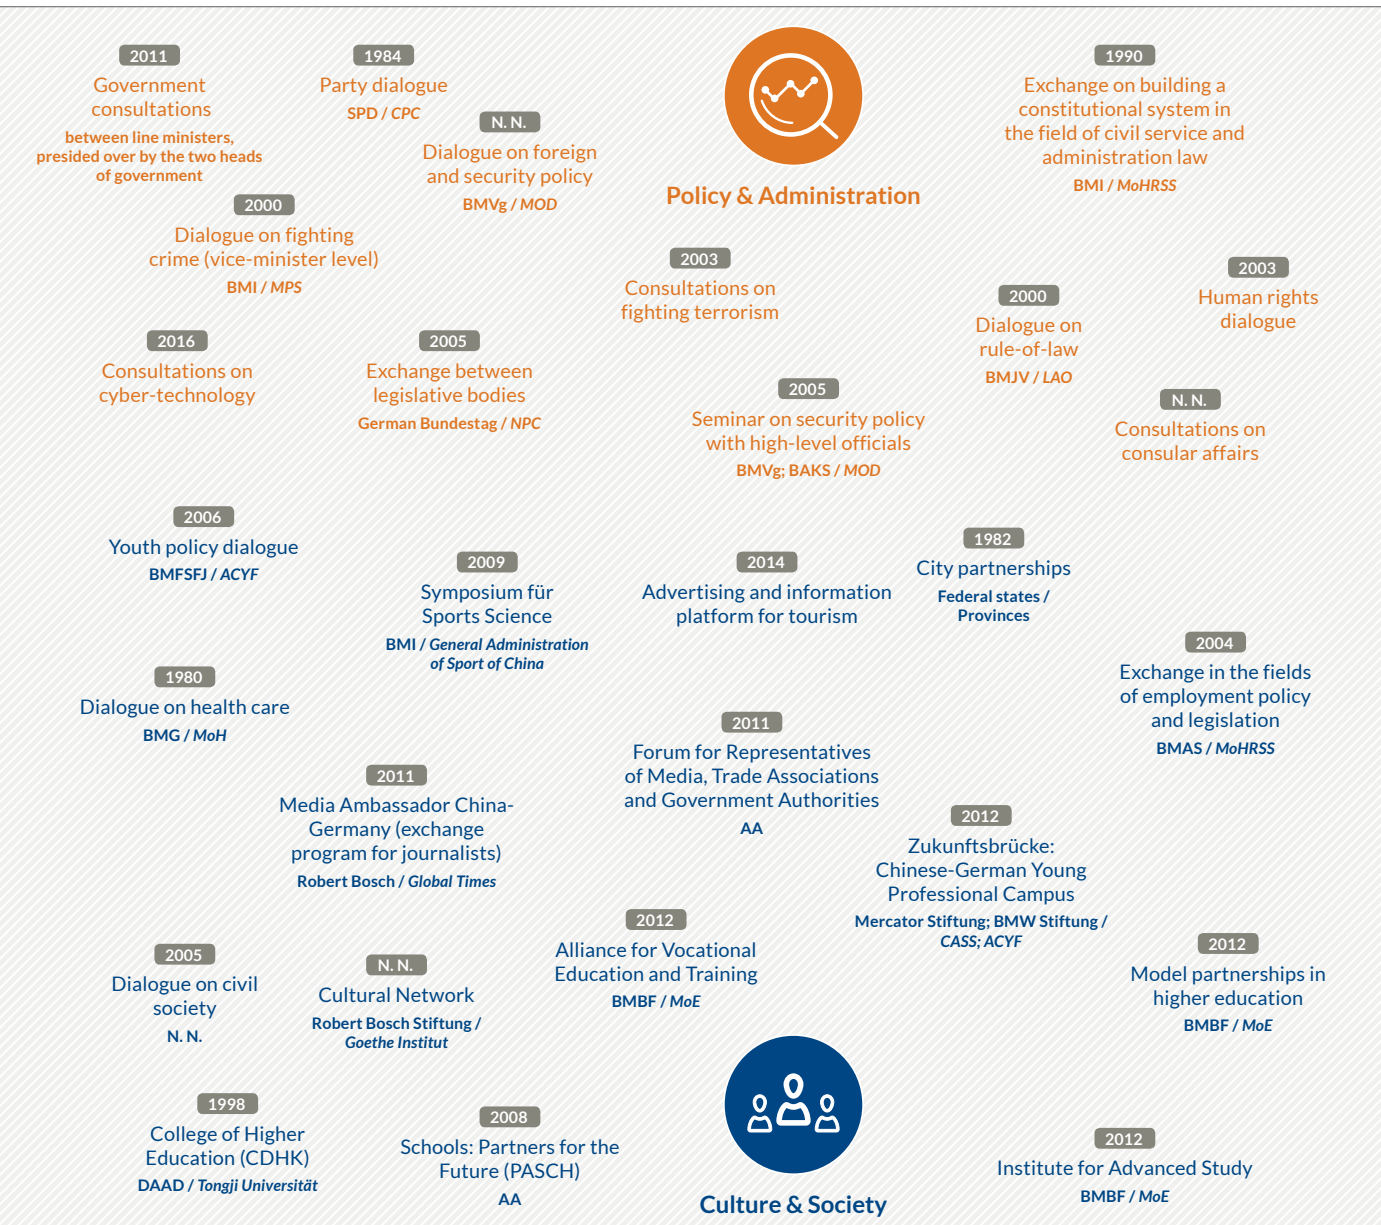 2011
Government
consultations
between line ministers,
presided over by the two heads
of government
1984
Party dialogue
SPD / CPC
N. N.
Dialogue on foreign
and security policy
BMVg / MOD
Policy & Administration
1990
Exchange on building a
constitutional system in
the field of civil service and
administration law
BMI / MoHRSS
2000
Dialogue on fighting
crime (vice-minister level)
BMI / MPS
2003
Consultations on
fighting terrorism
2000
Dialogue on
rule-of-law
BMJV / LAO
2003
Human rights
dialogue
2016
Consultations on
cyber-technology
2005
Exchange between
legislative bodies
German Bundestag / NPC
2005
Seminar on security policy
with high-level officials
BMVg; BAKS / MOD
N. N.
Consultations on
consular affairs
2006
Youth policy dialogue
BMFSFJ / ACYF
2009
Symposium für
Sports Science
BMI / General Administration
of Sport of China
2014
Advertising and information
platform for tourism
1982
City partnerships
Federal states /
Provinces
2004
Exchange in the fields
of employment policy
and legislation
BMAS / MoHRSS
1980
Dialogue on health care
BMG / MoH
2011
Media Ambassador China-
Germany (exchange
program for journalists)
Robert Bosch / Global Times
2011
Forum for Representatives
of Media, Trade Associations
and Government Authorities
AA
2012
Zukunftsbrücke:
Chinese-German Young
Professional Campus
Mercator Stiftung; BMW Stiftung /
CASS; ACYF
2005
Dialogue on civil
society
N. N.
N. N.
Cultural Network
Robert Bosch Stiftung /
Goethe Institut
2012
Alliance for Vocational
Education and Training
BMBF / MoE
2012
Model partnerships in
higher education
BMBF / MoE
1998
College of Higher
Education (CDHK)
DAAD / Tongji Universität
2008
Schools: Partners for the
Future (PASCH)
AA
Culture & Society
2012
Institute for Advanced Study
BMBF / MoE